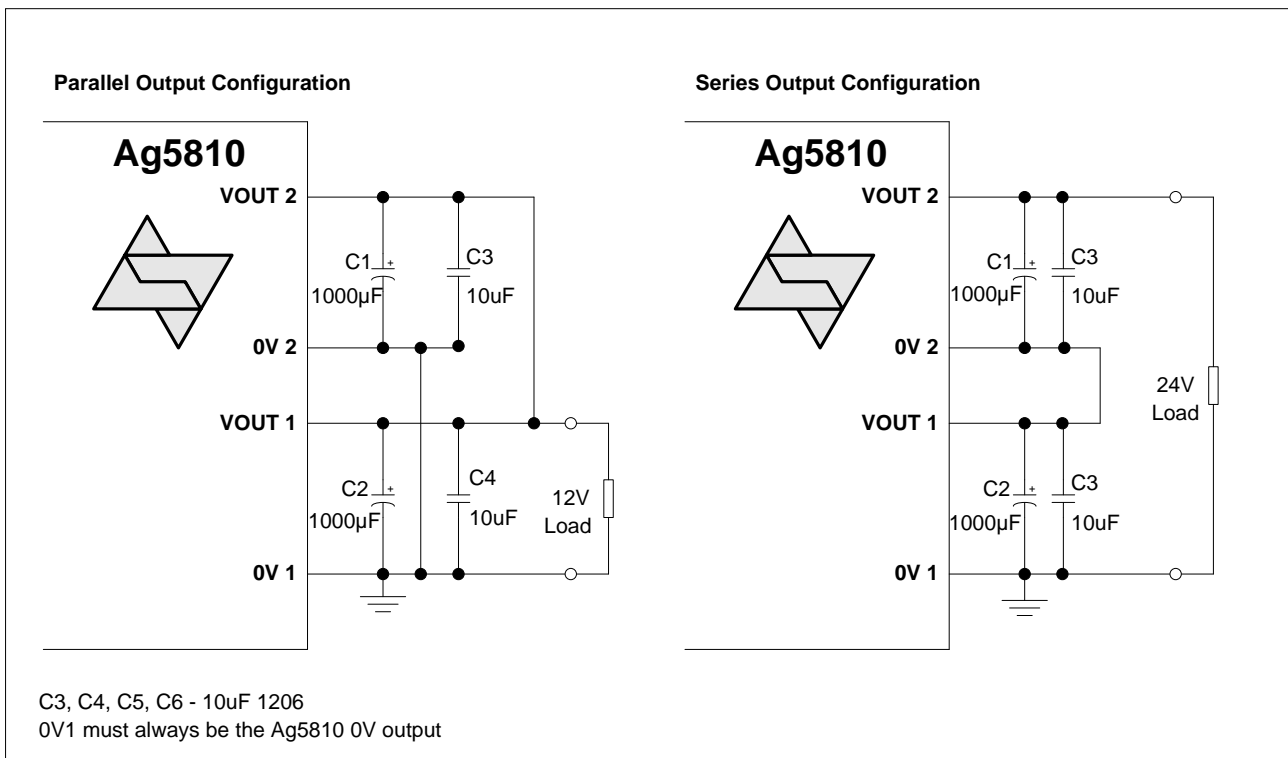 Parallel Output Configuration
Ag5810
VOUT 2
C1
+
1000µF
C3
10uF
0V 2
VOUT 1
C2
+
1000µF
C4
10uF
12V
Load
0V 1
Series Output Configuration
Ag5810
VOUT 2
C1
+
1000µF
C3
10uF
0V 2
24V
Load
VOUT 1
C2
+
1000µF
C3
10uF
0V 1
C3, C4, C5, C6 - 10uF 1206
0V1 must always be the Ag5810 0V output